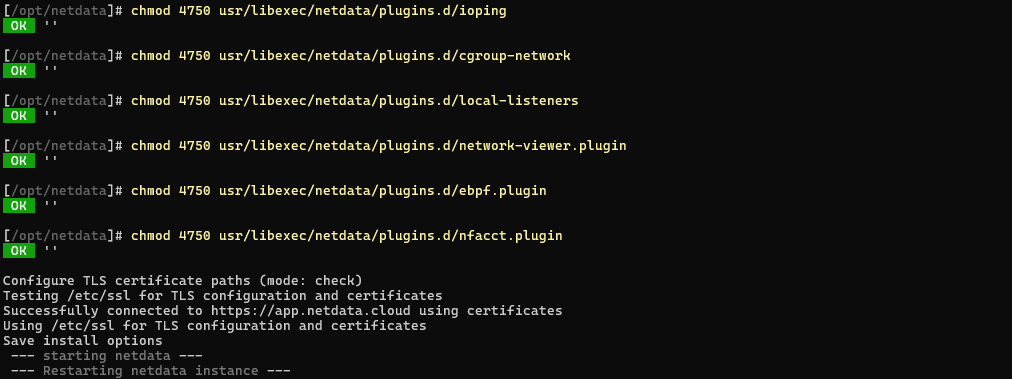 [/opt/netdata]# chmod 4750 usr/libexec/netdata/plugins.d/ioping
OK ''
[/opt/netdata]# chmod 4750 usr/libexec/netdata/plugins.d/cgroup-network
OK ''
[/opt/netdata]# chmod 4750 usr/libexec/netdata/plugins.d/local-listeners
OK ''
[/opt/netdata]# chmod 4750 usr/libexec/netdata/plugins.d/network-viewer.plugin
OK ''
[/opt/netdata]# chmod 4750 usr/libexec/netdata/plugins.d/ebpf.plugin
OK ''
[/opt/netdata]# chmod 4750 usr/libexec/netdata/plugins.d/nfacct.plugin
OK ''
Configure TLS certificate paths (mode: check)
Testing /etc/ssl for TLS configuration and certificates
Successfully connected to https://app.netdata.cloud using certificates
Using /etc/ssl for TLS configuration and certificates
Save install options
--- starting netdata ---
--- Restarting netdata instance ---